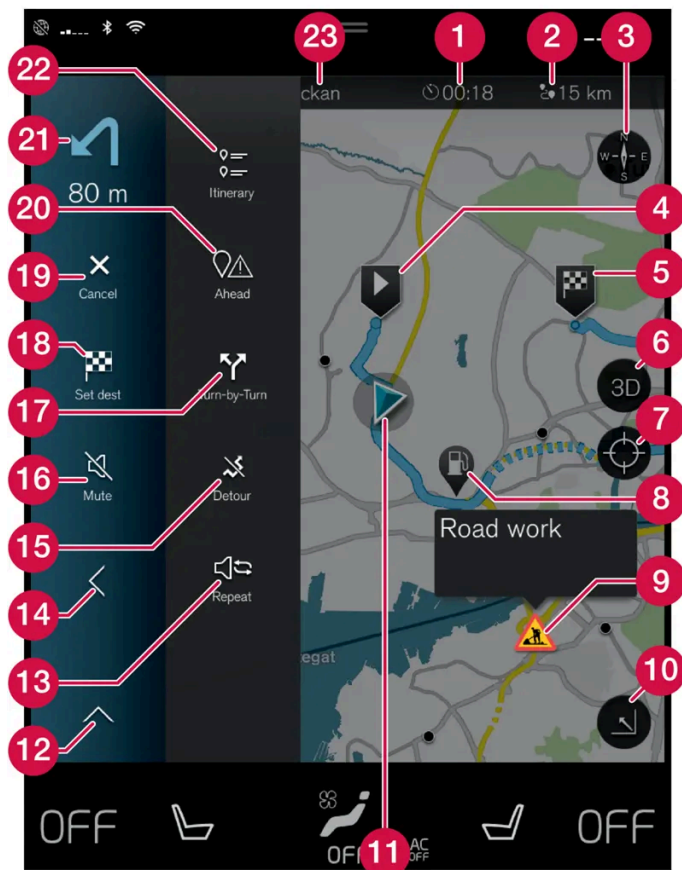 23
1
2
3
22
ckan
00:18
15 km
N
W
E
S
21
80 m
Itinerary
20
4
5
19
Cancel
Ahead
18
6
3D
Set dest
17
Turn-by-Turn
7
16
Mute
15
Detour
8
Road work
14
Repeat
9
13
egat
10
12
OFF
OFF
11
AC
OFF
OFF